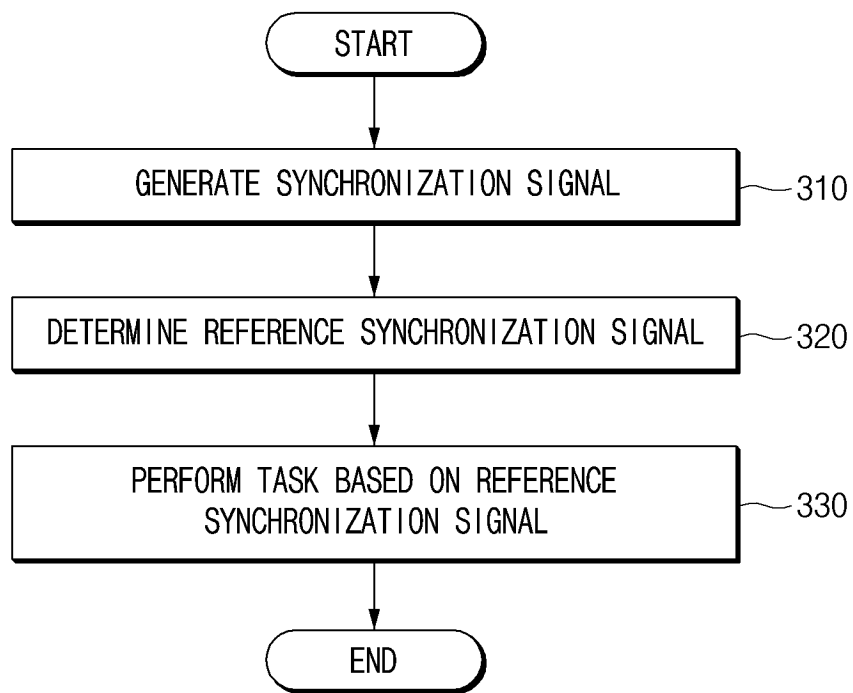 START
GENERATE SYNCHRONIZATION SIGNAL
310
DETERMINE REFERENCE SYNCHRONIZATION SIGNAL
320
PERFORM TASK BASED ON REFERENCE
SYNCHRONIZATION SIGNAL
330
END